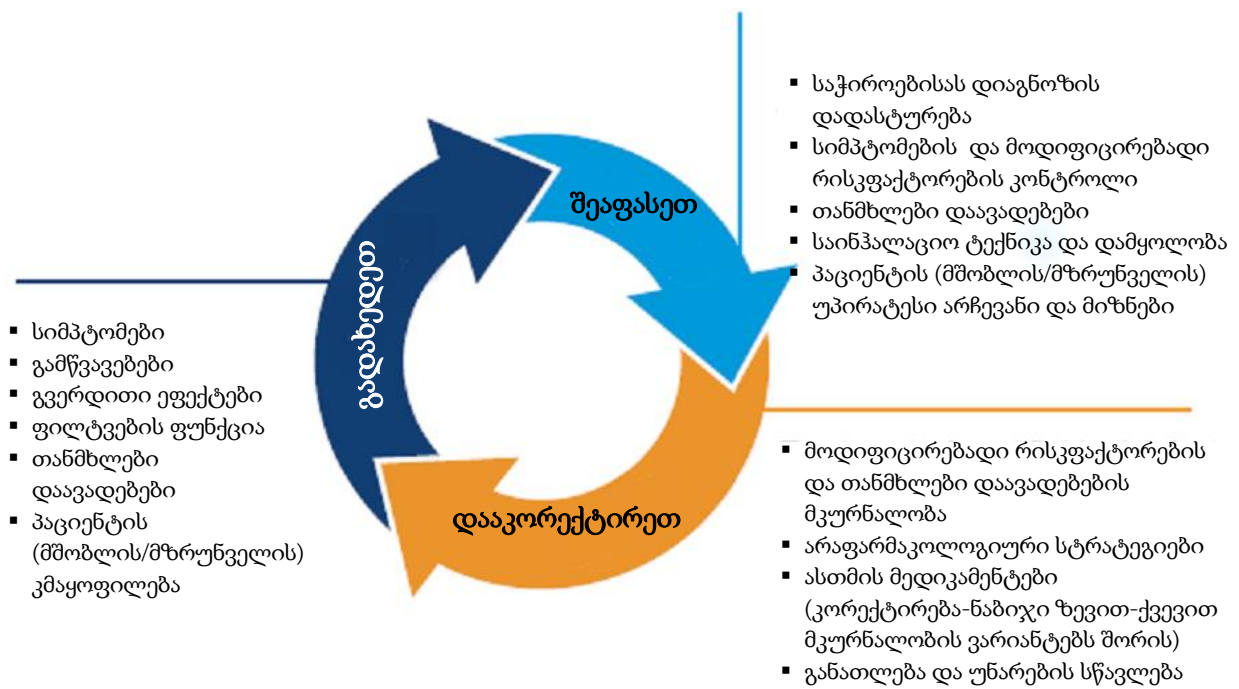 შეაფასეთ
საჭიროებისას დიაგნოზის
დადასტურება
სიმპტომების და მოდიფიცირებადი
რისკფაქტორების კონტროლი
თანმხლები დაავადებები
საინჰალაციო ტექნიკა და დამყოლობა
პაციენტის (მშობლის/მზრუნველის)
უპირატესი არჩევანი და მიზნები
დააკორექტირეთ
მოდიფიცირებადი რისკფაქტორების
და თანმხლები დაავადებების
მკურნალობა
არაფარმაკოლოგიური სტრატეგიები
ასთმის მედიკამენტები
(კორექტირება-ნაბიჯი ზევით-ქვევით
მკურნალობის ვარიანტებს შორის)
განათლება და უნარების სწავლება
გადახედეთ
სიმპტომები
გამწვავებები
გვერდითი ეფექტები
ფილტვების ფუნქცია
თანმხლები
დაავადებები
პაციენტის
(მშობლის/მზრუნველის)
კმაყოფილება